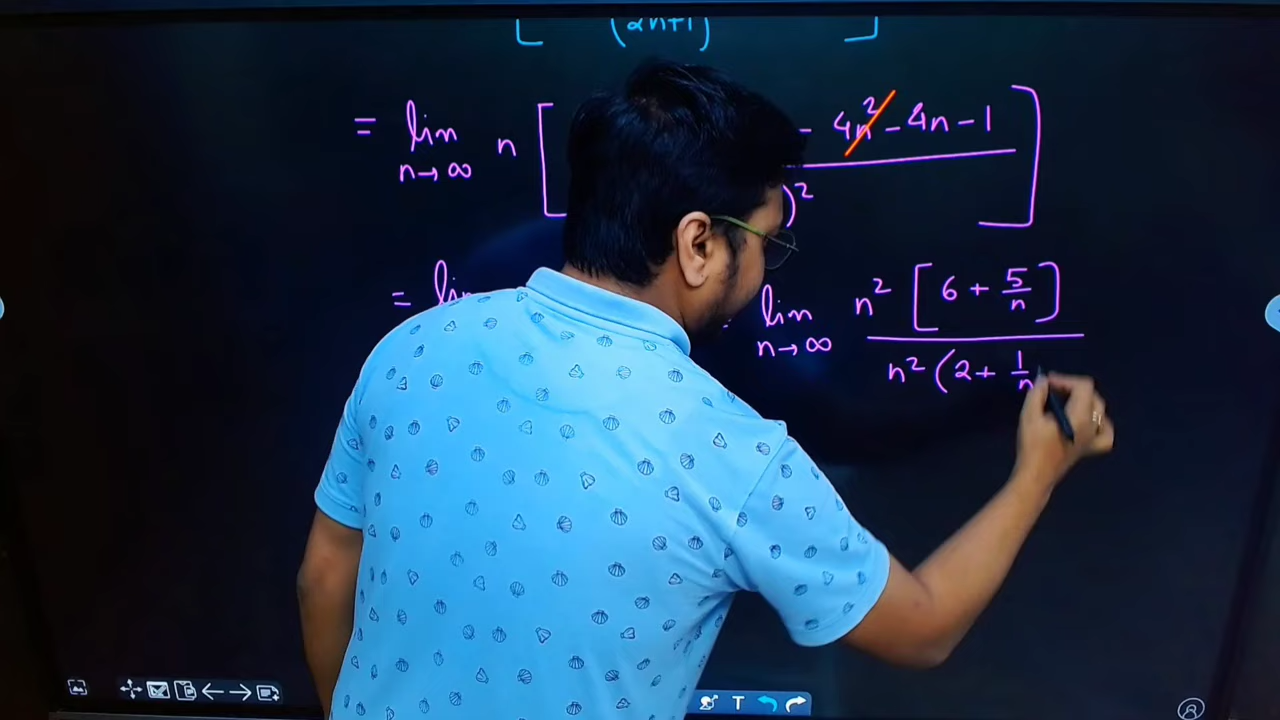 (2n+1)
= lim n→∞ n [ - 4n² - 4n - 1 ]
)²
= lim n→∞ n² [6 + 5/n]
n² (2 + 1/n
T